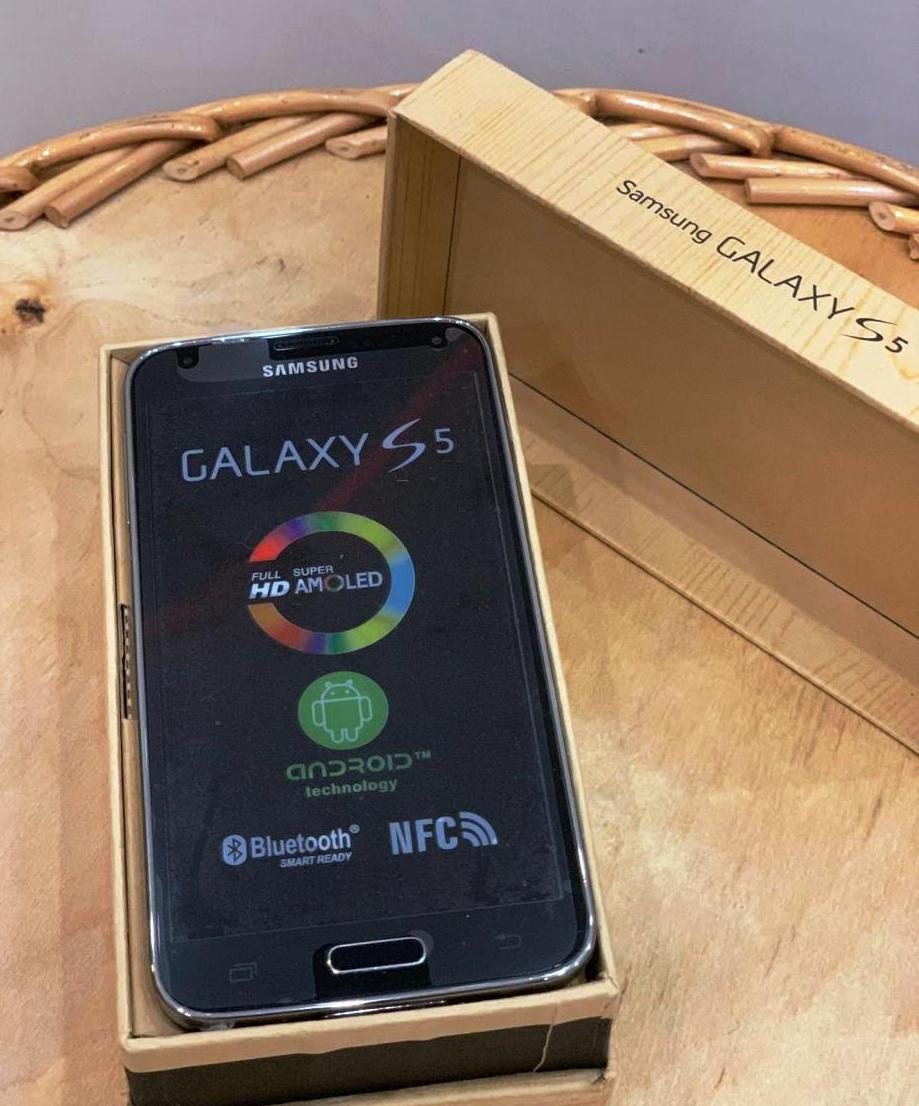 Samsung GALAXY S5
SAMSUNG
GALAXY S5
FULL SUPER
HD AMOLED
ANDROID™
technology
Bluetooth®
SMART READY
NFC